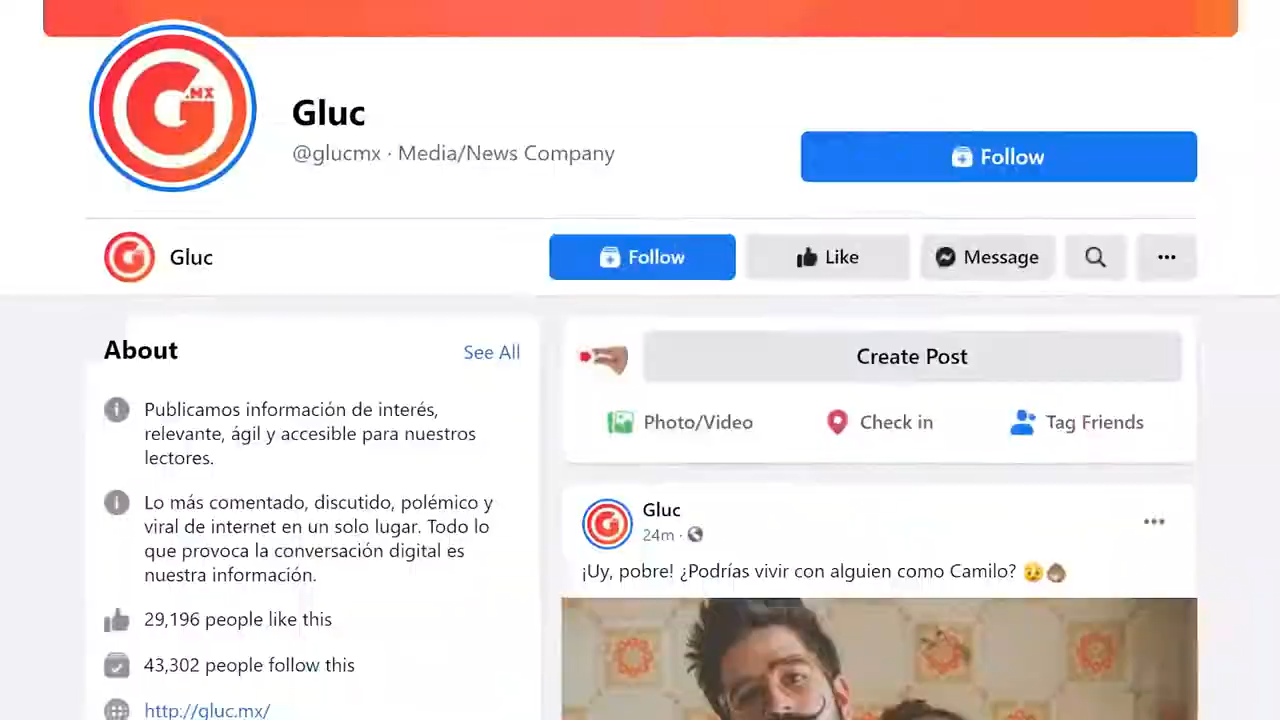 G.MX
Gluc
@glucmx · Media/News Company
Follow
Gluc
Follow
Like
Message
About
See All
Publicamos información de interés,
relevante, ágil y accesible para nuestros
lectores.
Lo más comentado, discutido, polémico y
viral de internet en un solo lugar. Todo lo
que provoca la conversación digital es
nuestra información.
29,196 people like this
43,302 people follow this
http://gluc.mx/
Create Post
Photo/Video
Check in
Tag Friends
Gluc
24m ·
¡Uy, pobre! ¿Podrías vivir con alguien como Camilo?